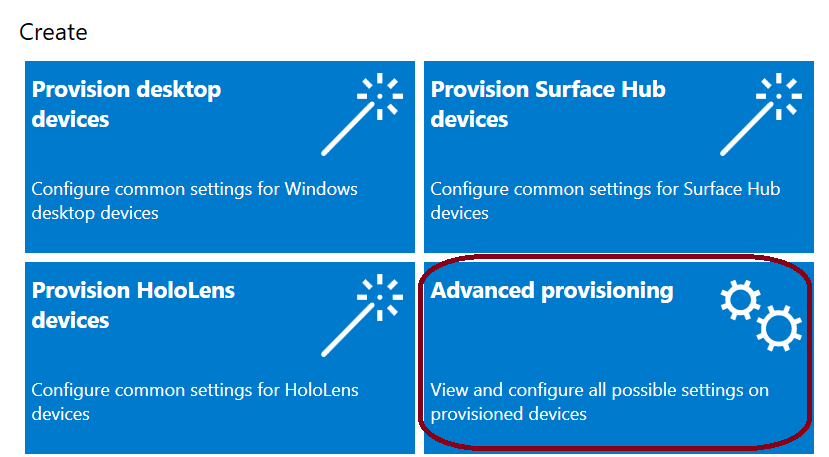 Create
Provision desktop
devices
Configure common settings for Windows
desktop devices
Provision Surface Hub
devices
Configure common settings for Surface Hub
devices
Provision HoloLens
devices
Configure common settings for HoloLens
devices
Advanced provisioning
View and configure all possible settings on
provisioned devices